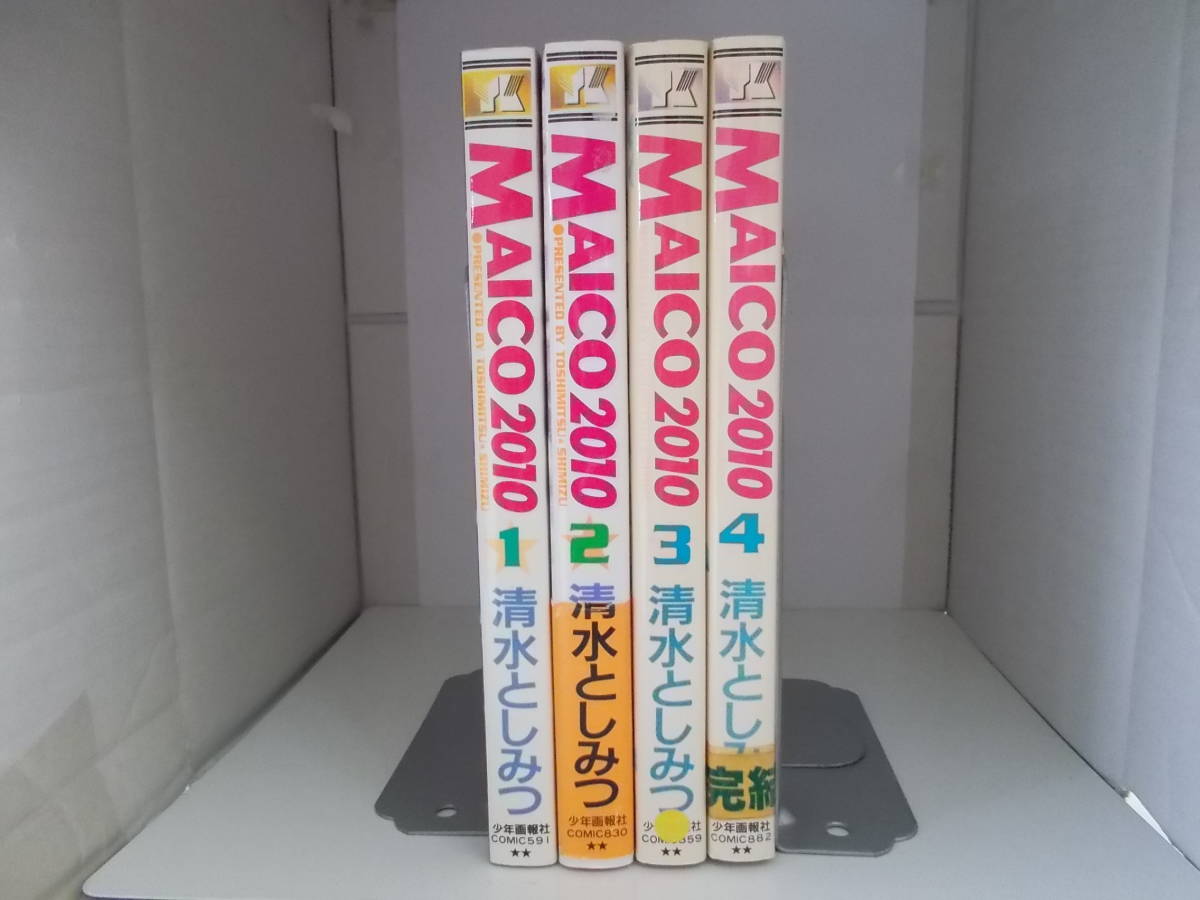 YK
MAICO 2010
●PRESENTED BY TOSHIMITSU★SHIMIZU
1
清水としみつ
少年画報社
COMIC591
★★
YK
MAICO 2010
●PRESENTED BY TOSHIMITSU★SHIMIZU
2
清水としみつ
少年画報社
COMIC830
★★
YK
MAICO 2010
3
清水としみつ
★★
YK
MAICO 2010
4
清水としみ
完結
少年画報社
COMIC882
★★